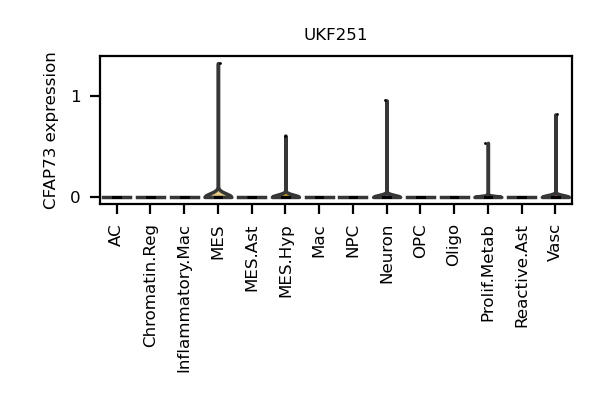 UKF251
CFAP73 expression
1
0
AC
Chromatin.Reg
Inflammatory.Mac
MES
MES.Ast
MES.Hyp
Mac
NPC
Neuron
OPC
Oligo
Prolif.Metab
Reactive.Ast
Vasc